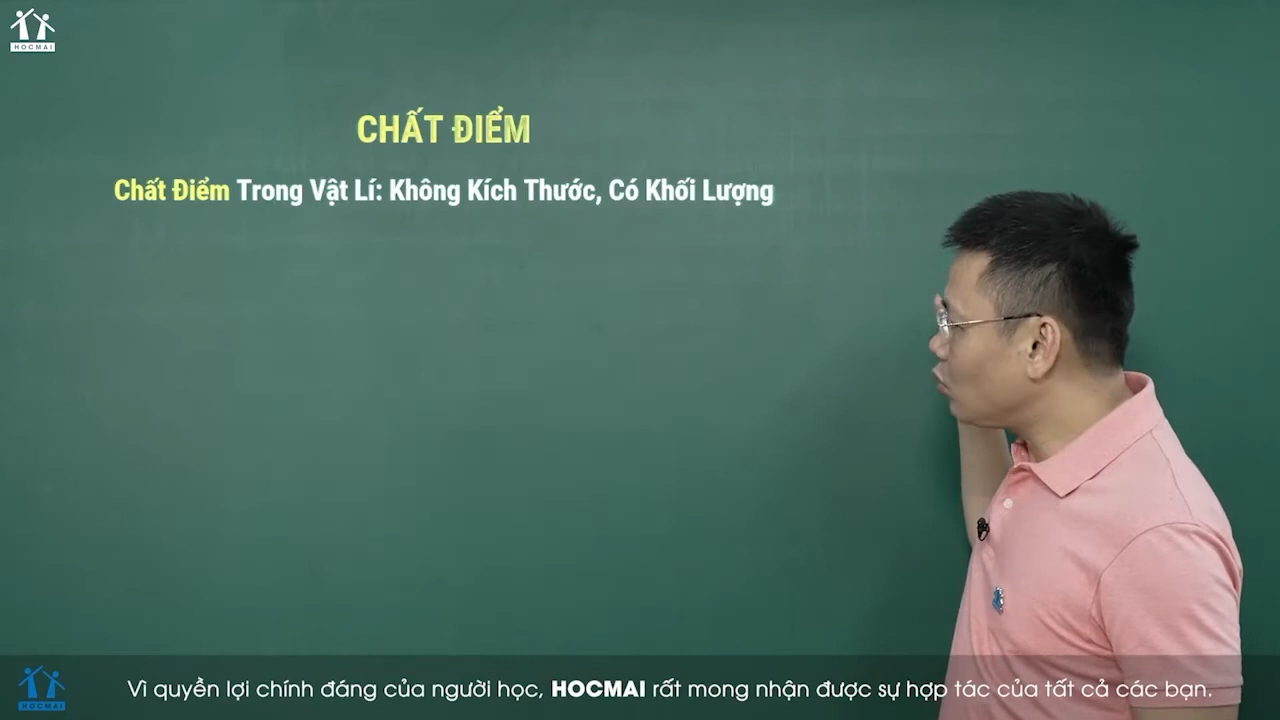 HOCMAI
CHẤT ĐIỂM
Chất Điểm Trong Vật Lí: Không Kích Thước, Có Khối Lượng
HOCMAI
Vì quyền lợi chính đáng của người học, HOCMAI rất mong nhận được sự hợp tác của tất cả các bạn.